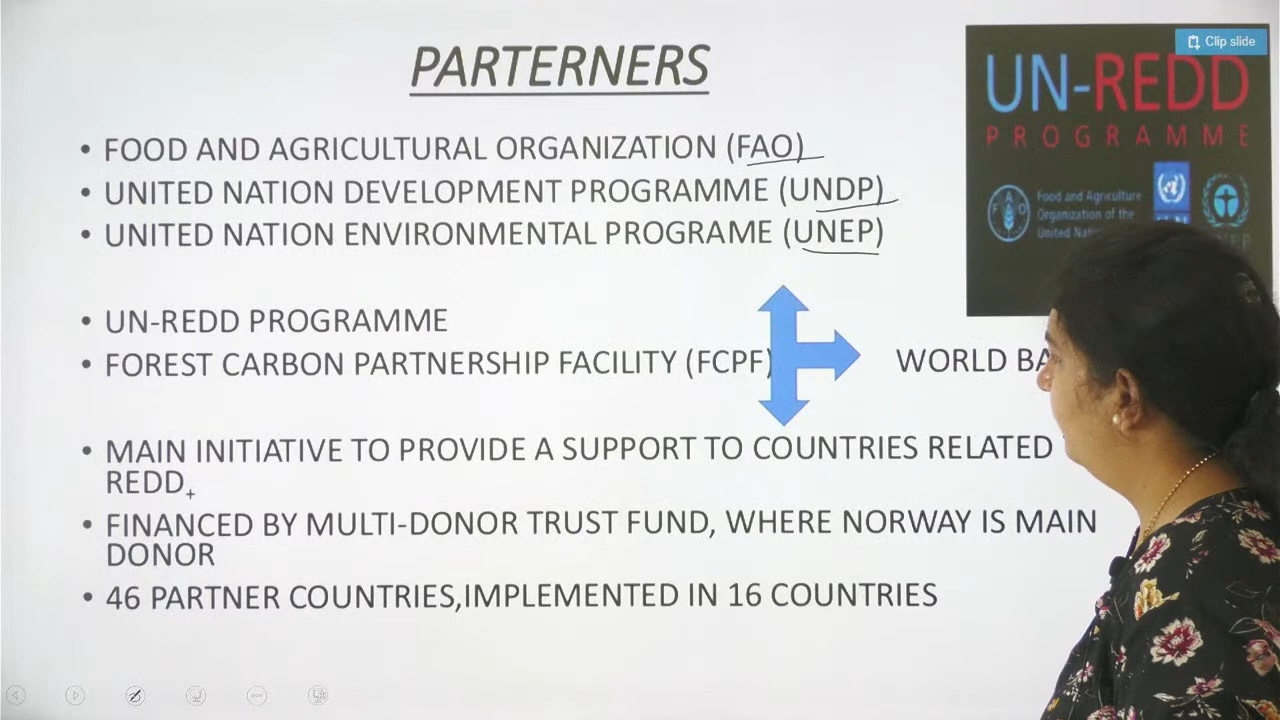 PARTERNERS
Clip slide
UN-REDD
PROGRAMME
Food and Agriculture
Organization of the
United
• FOOD AND AGRICULTURAL ORGANIZATION (FAO)
• UNITED NATION DEVELOPMENT PROGRAMME (UNDP)
• UNITED NATION ENVIRONMENTAL PROGRAME (UNEP)
• UN-REDD PROGRAMME
• FOREST CARBON PARTNERSHIP FACILITY (FCPF)
WORLD
• MAIN INITIATIVE TO PROVIDE A SUPPORT TO COUNTRIES RELATED
REDD+
• FINANCED BY MULTI-DONOR TRUST FUND, WHERE NORWAY IS MAIN
DONOR
• 46 PARTNER COUNTRIES,IMPLEMENTED IN 16 COUNTRIES